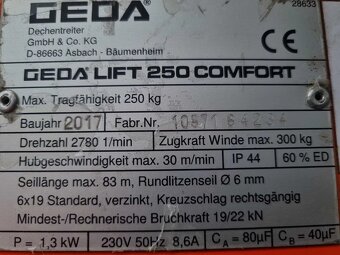 GEDA
28633
Dechentreiter
GmbH & Co. KG
D-86663 Asbach - Bäumenheim
CE
GEDA LIFT 250 COMFORT
Max. Tragfähigkeit 250 kg
Baujahr 2017 Fabr.Nr.
Drehzahl 2780 1/min Zugkraft Winde max. 300 kg
Hubgeschwindigkeit max. 30 m/min IP 44 60 % ED
Seillänge max. 83 m, Rundlitzenseil Ø 6 mm
6x19 Standard, verzinkt, Kreuzschlag rechtsgängig
Mindest-/Rechnerische Bruchkraft 19/22 kN
P = 1,3 kW 230V 50Hz 8,6A CA = 80µF CB = 40µF